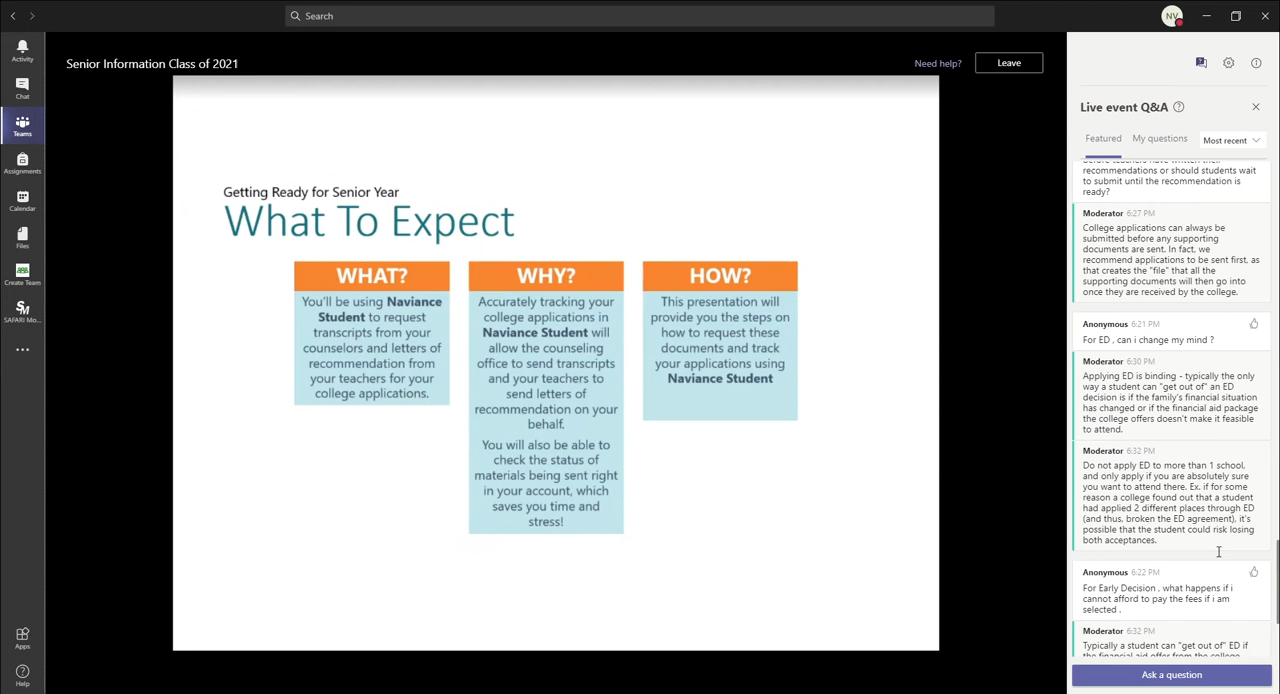 Search
NV
Activity
Chat
Teams
Assignments
Calendar
Files
Create Team
SAFARI Mo...
Apps
Help
Senior Information Class of 2021
Need help?
Leave
Getting Ready for Senior Year
What To Expect
WHAT?
You'll be using Naviance
Student to request
transcripts from your
counselors and letters of
recommendation from
your teachers for your
college applications.
WHY?
Accurately tracking your
college applications in
Naviance Student will
allow the counseling
office to send transcripts
and your teachers to
send letters of
recommendation on your
behalf.
You will also be able to
check the status of
materials being sent right
in your account, which
saves you time and
stress!
HOW?
This presentation will
provide you the steps on
how to request these
documents and track
your applications using
Naviance Student
Live event Q&A
Featured
My questions
Most recent
before teachers have written their
recommendations or should students wait
to submit until the recommendation is
ready?
Moderator 6:27 PM
College applications can always be
submitted before any supporting
documents are sent. In fact, we
recommend applications to be sent first, as
that creates the "file" that all the
supporting documents will then go into
once they are received by the college.
Anonymous 6:21 PM
For ED , can i change my mind ?
Moderator 6:30 PM
Applying ED is binding - typically the only
way a student can "get out of" an ED
decision is if the family's financial situation
has changed or if the financial aid package
the college offers doesn't make it feasible
to attend.
Moderator 6:32 PM
Do not apply ED to more than 1 school,
and only apply if you are absolutely sure
you want to attend there. Ex. if for some
reason a college found out that a student
had applied 2 different places through ED
(and thus, broken the ED agreement), it's
possible that the student could risk losing
both acceptances.
Anonymous 6:22 PM
For Early Decision , what happens if i
cannot afford to pay the fees if i am
selected .
Moderator 6:32 PM
Typically a student can "get out of" ED if
the financial aid offer from the college
Ask a question